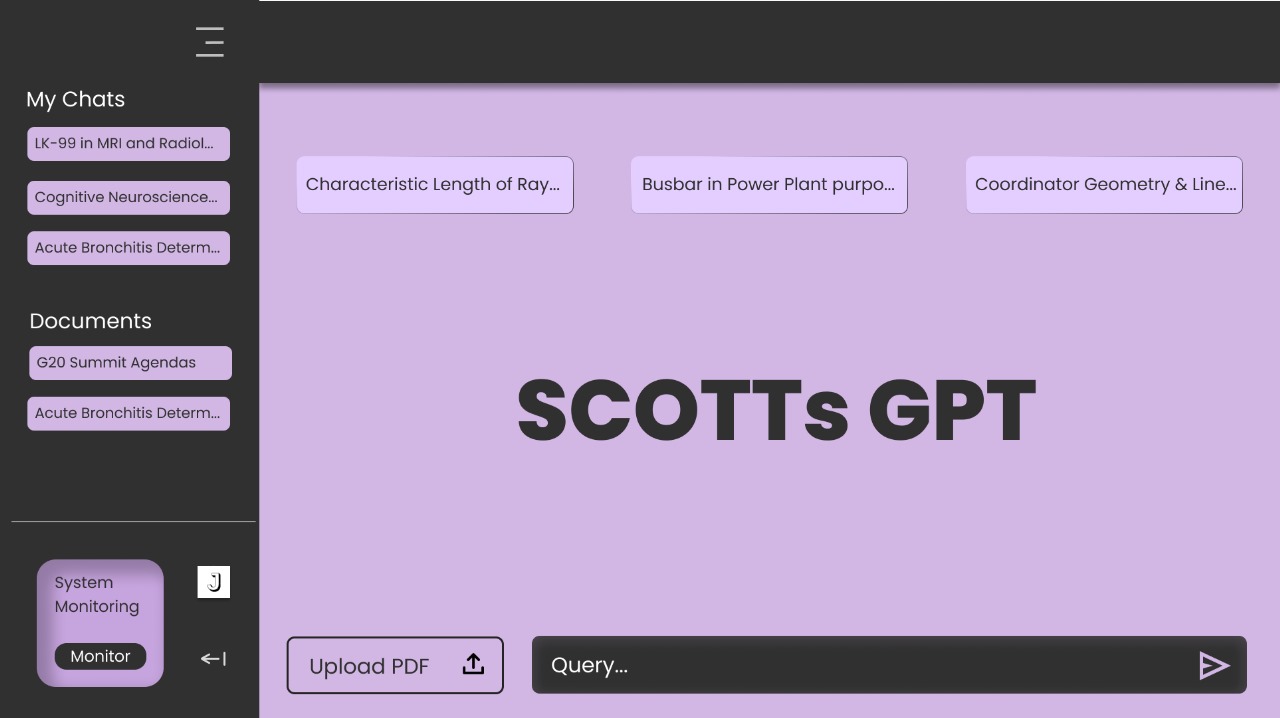 My Chats
LK-99 in MRI and Radiol...
Cognitive Neuroscience...
Acute Bronchitis Determ...
Documents
G20 Summit Agendas
Acute Bronchitis Determ...
System
Monitoring
Monitor
J
Characteristic Length of Ray...
Busbar in Power Plant purpo...
Coordinator Geometry & Line...
SCOTTs GPT
Upload PDF
Query...